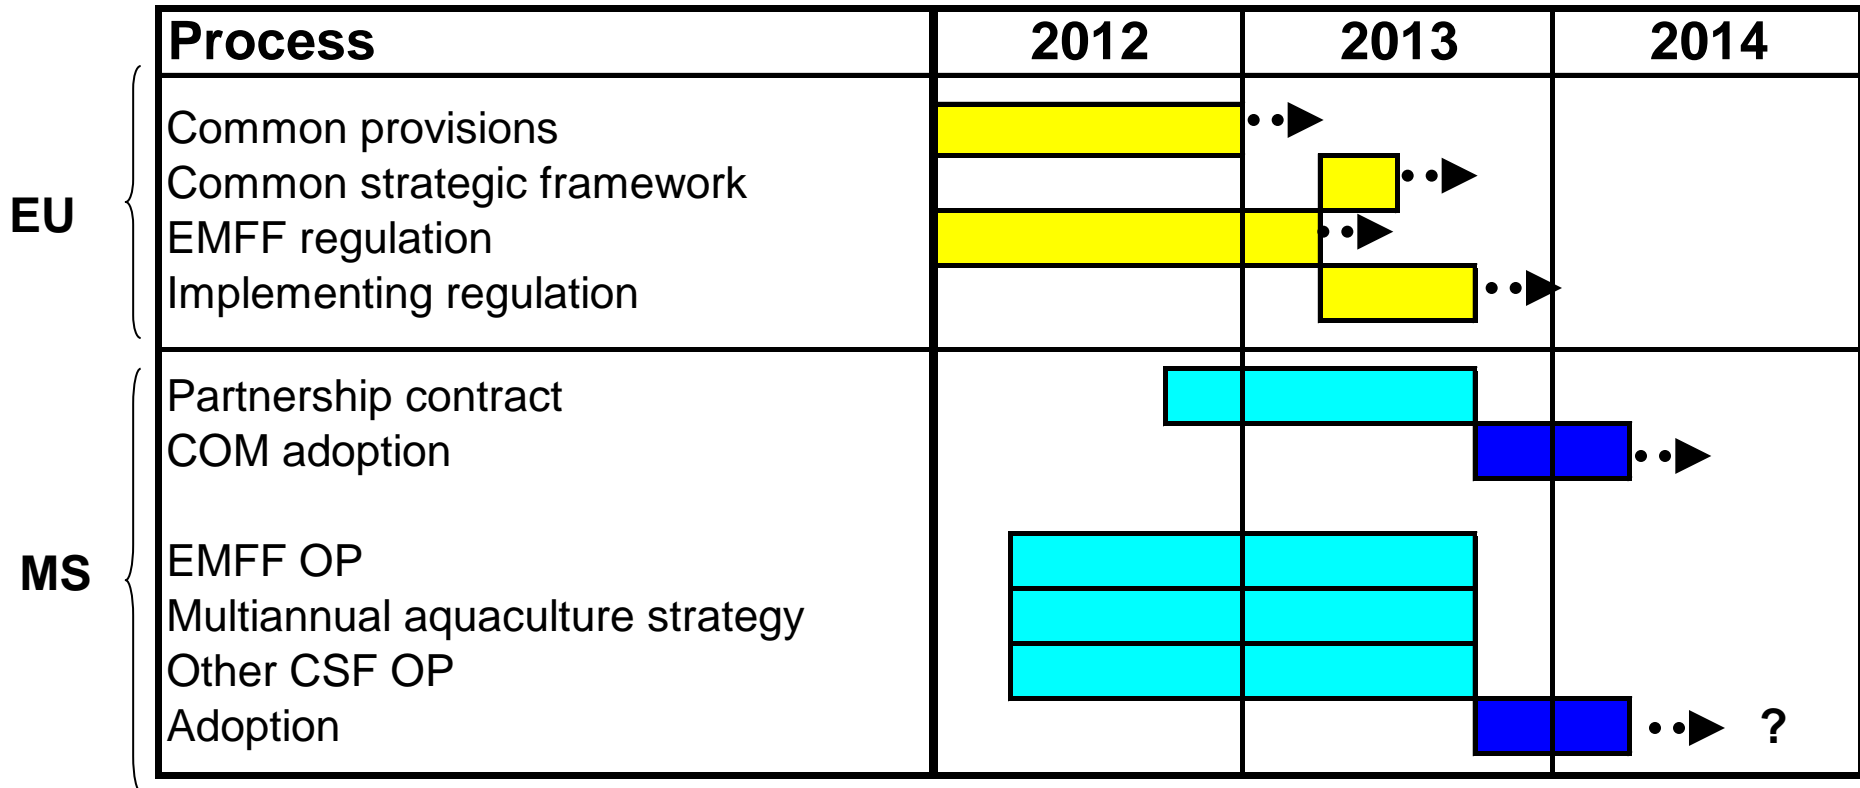 Process 2012 2013 2014
EU
Common provisions
Common strategic framework
EMFF regulation
Implementing regulation
MS
Partnership contract
COM adoption
EMFF OP
Multiannual aquaculture strategy
Other CSF OP
Adoption ?